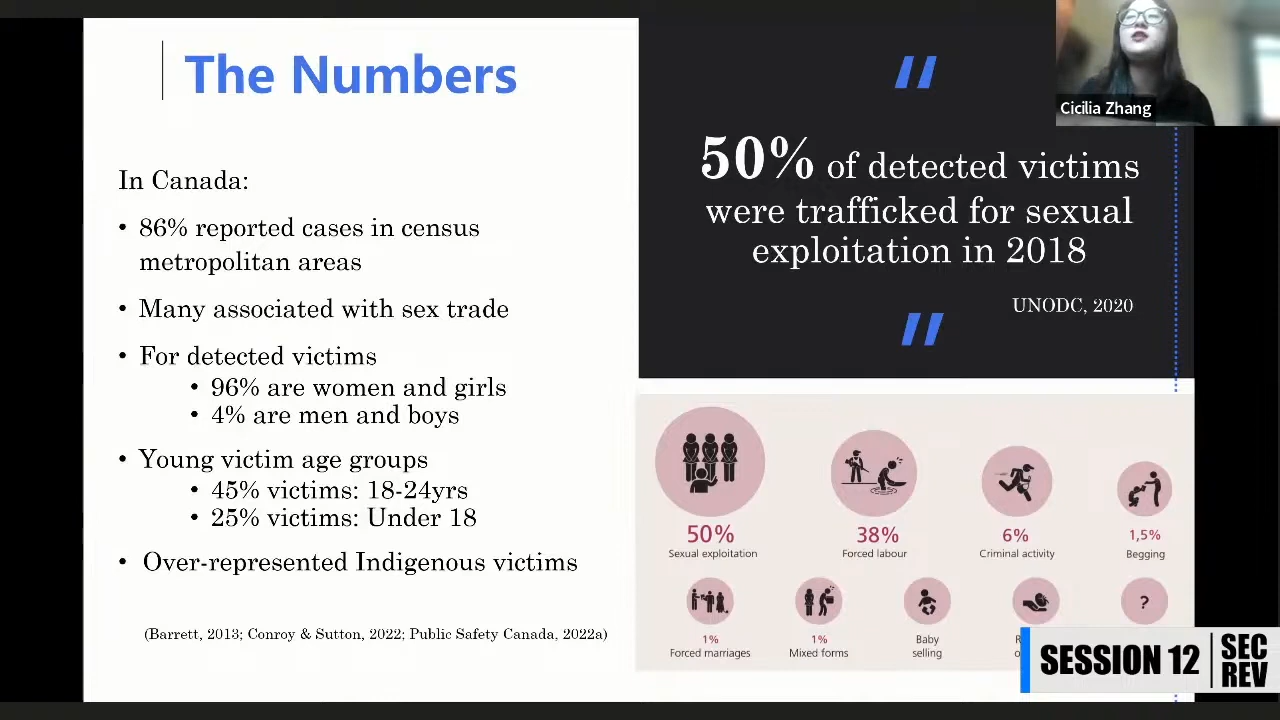 The Numbers
In Canada:
• 86% reported cases in census
metropolitan areas
• Many associated with sex trade
• For detected victims
• 96% are women and girls
• 4% are men and boys
• Young victim age groups
• 45% victims: 18-24yrs
• 25% victims: Under 18
• Over-represented Indigenous victims
(Barrett, 2013; Conroy & Sutton, 2022; Public Safety Canada, 2022a)
"
50% of detected victims
were trafficked for sexual
exploitation in 2018
UNODC, 2020
"
Cicilia Zhang
50%
Sexual exploitation
38%
Forced labour
6%
Criminal activity
1,5%
Begging
1%
Forced marriages
1%
Mixed forms
Baby
selling
?
SESSION 12
SEC
REV